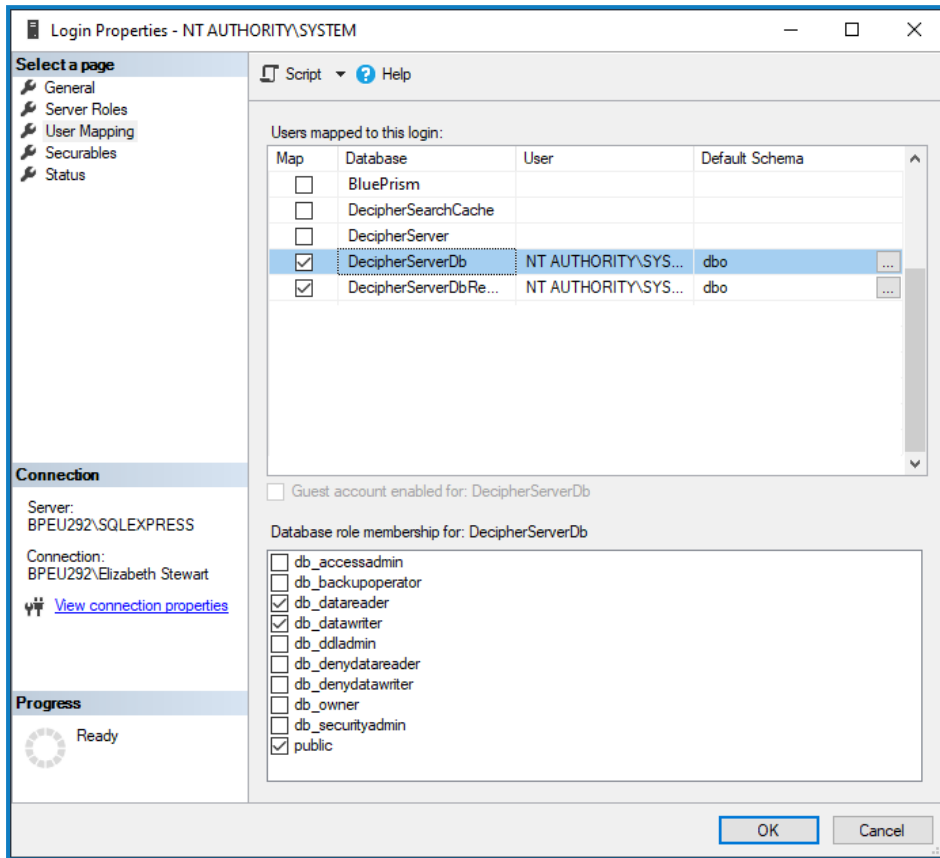 Login Properties - NT AUTHORITY\SYSTEM
Select a page
General
Server Roles
User Mapping
Securables
Status
Script
Help
Users mapped to this login:
Map Database User Default Schema
BluePrism
DecipherSearchCache
DecipherServer
DecipherServerDb NT AUTHORITY\SYS... dbo ...
DecipherServerDbRe... NT AUTHORITY\SYS... dbo ...
Guest account enabled for: DecipherServerDb
Database role membership for: DecipherServerDb
db_accessadmin
db_backupoperator
db_datareader
db_datawriter
db_ddladmin
db_denydatareader
db_denydatawriter
db_owner
db_securityadmin
public
Connection
Server:
BPEU292\SQLEXPRESS
Connection:
BPEU292\Elizabeth Stewart
View connection properties
Progress
Ready
OK
Cancel